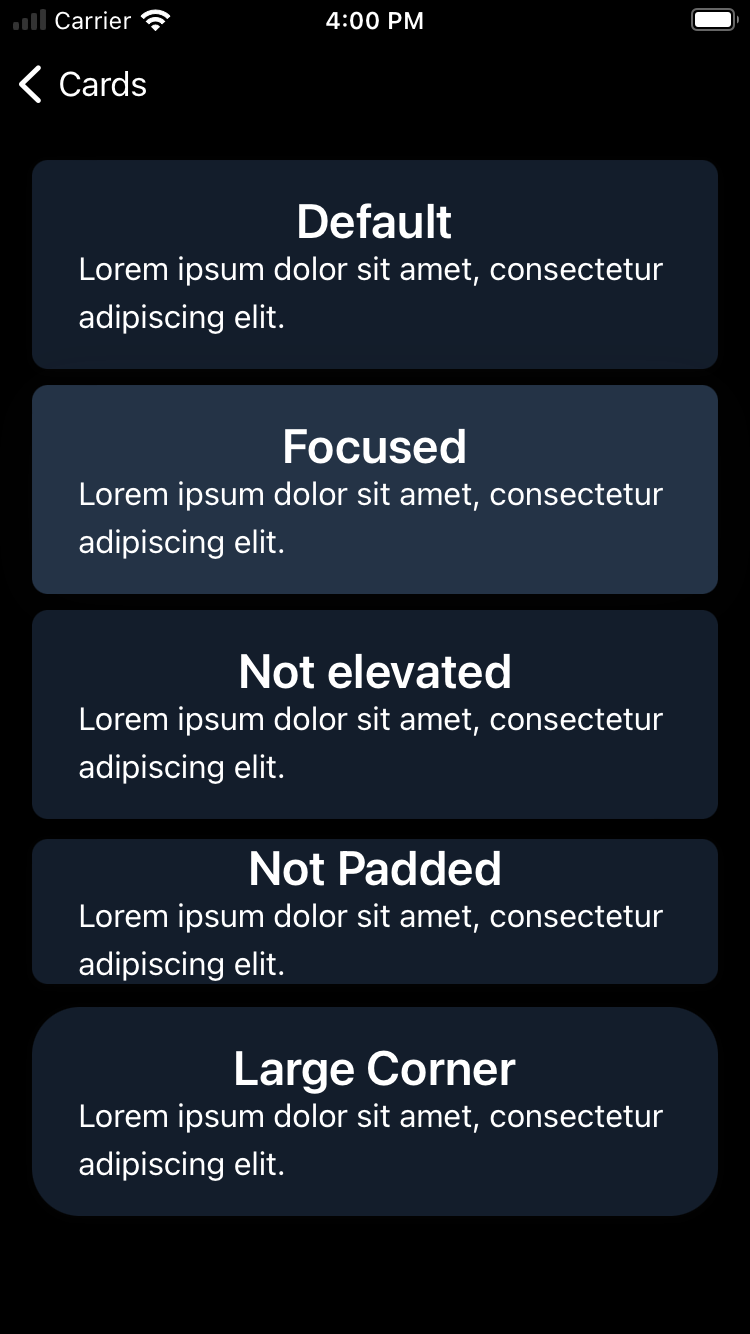 Carrier 4:00 PM
Cards
Default
Lorem ipsum dolor sit amet, consectetur
adipiscing elit.
Focused
Lorem ipsum dolor sit amet, consectetur
adipiscing elit.
Not elevated
Lorem ipsum dolor sit amet, consectetur
adipiscing elit.
Not Padded
Lorem ipsum dolor sit amet, consectetur
adipiscing elit.
Large Corner
Lorem ipsum dolor sit amet, consectetur
adipiscing elit.